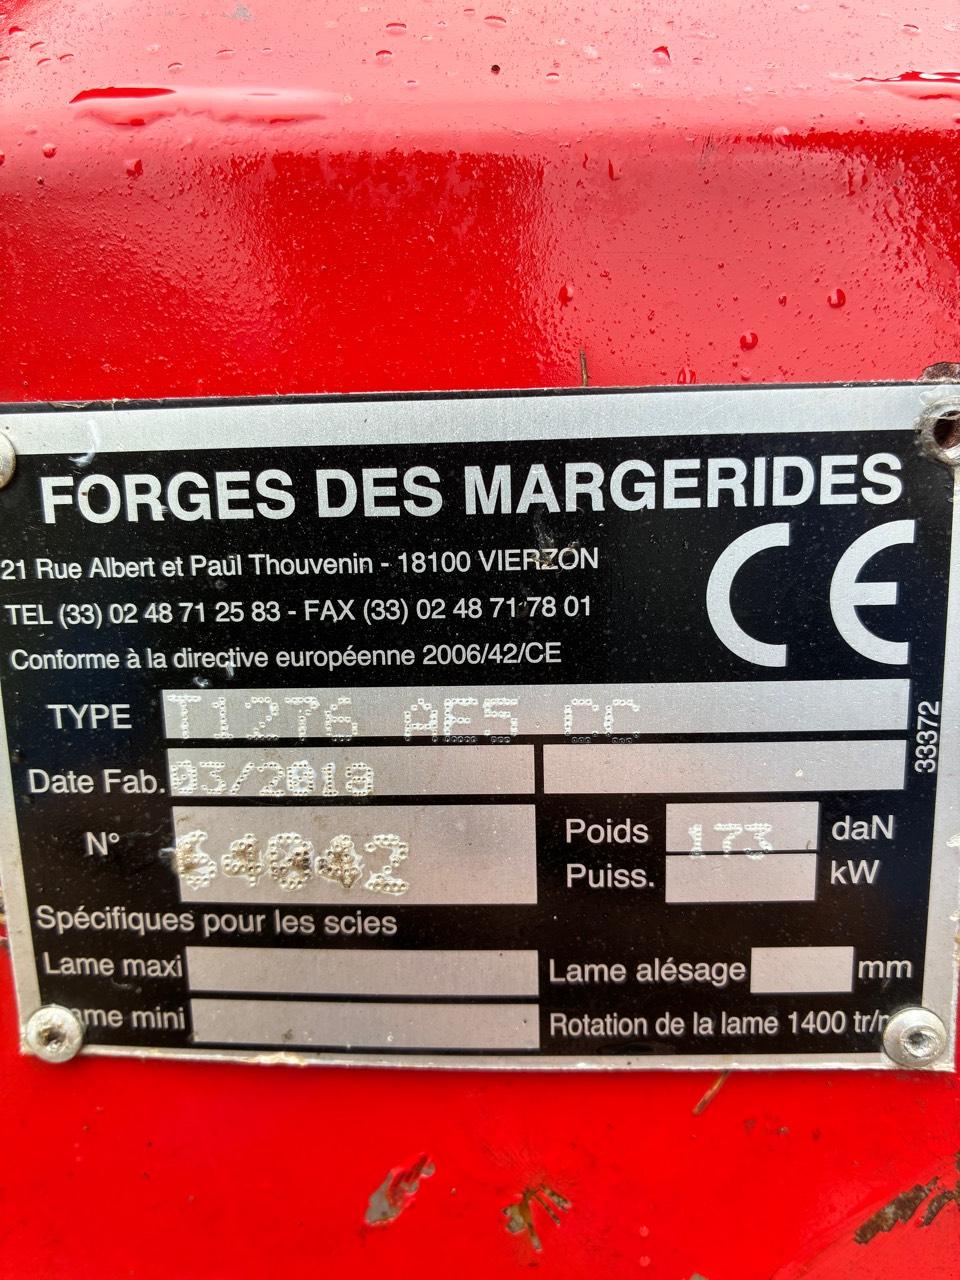 FORGES DES MARGERIDES
21 Rue Albert et Paul Thouvenin - 18100 VIERZON
TEL (33) 02 48 71 25 83 - FAX (33) 02 48 71 78 01
Conforme à la directive européenne 2006/42/CE
CE
TYPE T1276 AE5 CC
33372
Date Fab. 03/2018
N° 64042
Poids 173 daN
Puiss. kW
Spécifiques pour les scies
Lame maxi
Lame alésage mm
mini
Rotation de la lame 1400